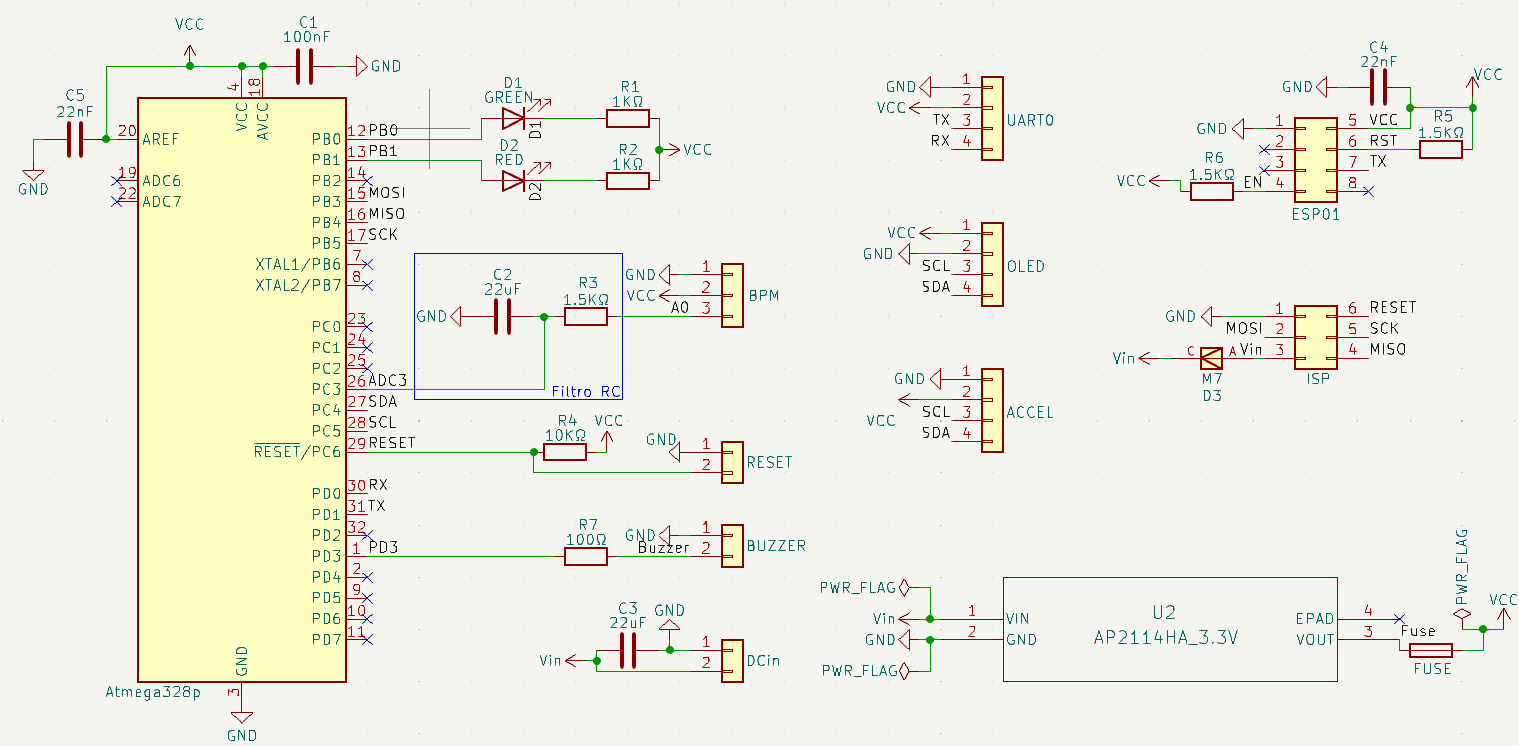 VCC
C1
100nF
GND
C5
22nF
GND
4
18
VCC
AVCC
20
AREF
19
ADC6
22
ADC7
PB0
12
PB0
PB1
13
PB1
PB2
14
PB3
15
MOSI
PB4
16
MISO
PB5
17
SCK
XTAL1/PB6
7
XTAL2/PB7
8
PC0
23
PC1
24
PC2
25
PC3
26
ADC3
PC4
27
SDA
PC5
28
SCL
RESET/PC6
29
RESET
PD0
30
RX
PD1
31
TX
PD2
32
PD3
1
PD3
PD4
2
PD5
9
PD6
10
PD7
11
GND
3
Atmega328p
GND
D1
GREEN
D1
R1
1KΩ
D2
RED
D2
R2
1KΩ
VCC
C2
22uF
GND
R3
1.5KΩ
Filtro RC
GND
1
VCC
2
A0
3
BPM
R4
10KΩ
VCC
GND
1
2
RESET
R7
100Ω
GND
1
Buzzer
2
BUZZER
C3
22uF
GND
Vin
1
2
DCin
GND
1
VCC
2
TX
3
RX
4
UART0
VCC
1
GND
2
SCL
3
SDA
4
OLED
GND
1
2
VCC
SCL
3
SDA
4
ACCEL
C4
22nF
GND
VCC
GND
1
2
3
4
5
VCC
6
RST
7
TX
8
R5
1.5KΩ
R6
1.5KΩ
VCC
EN
ESP01
GND
1
MOSI
2
Vin
3
6
RESET
5
SCK
4
MISO
ISP
Vin
C
A
M7
D3
PWR_FLAG
Vin
1
VIN
GND
2
GND
PWR_FLAG
U2
AP2114HA_3.3V
EPAD
4
VOUT
3
Fuse
FUSE
PWR_FLAG
VCC